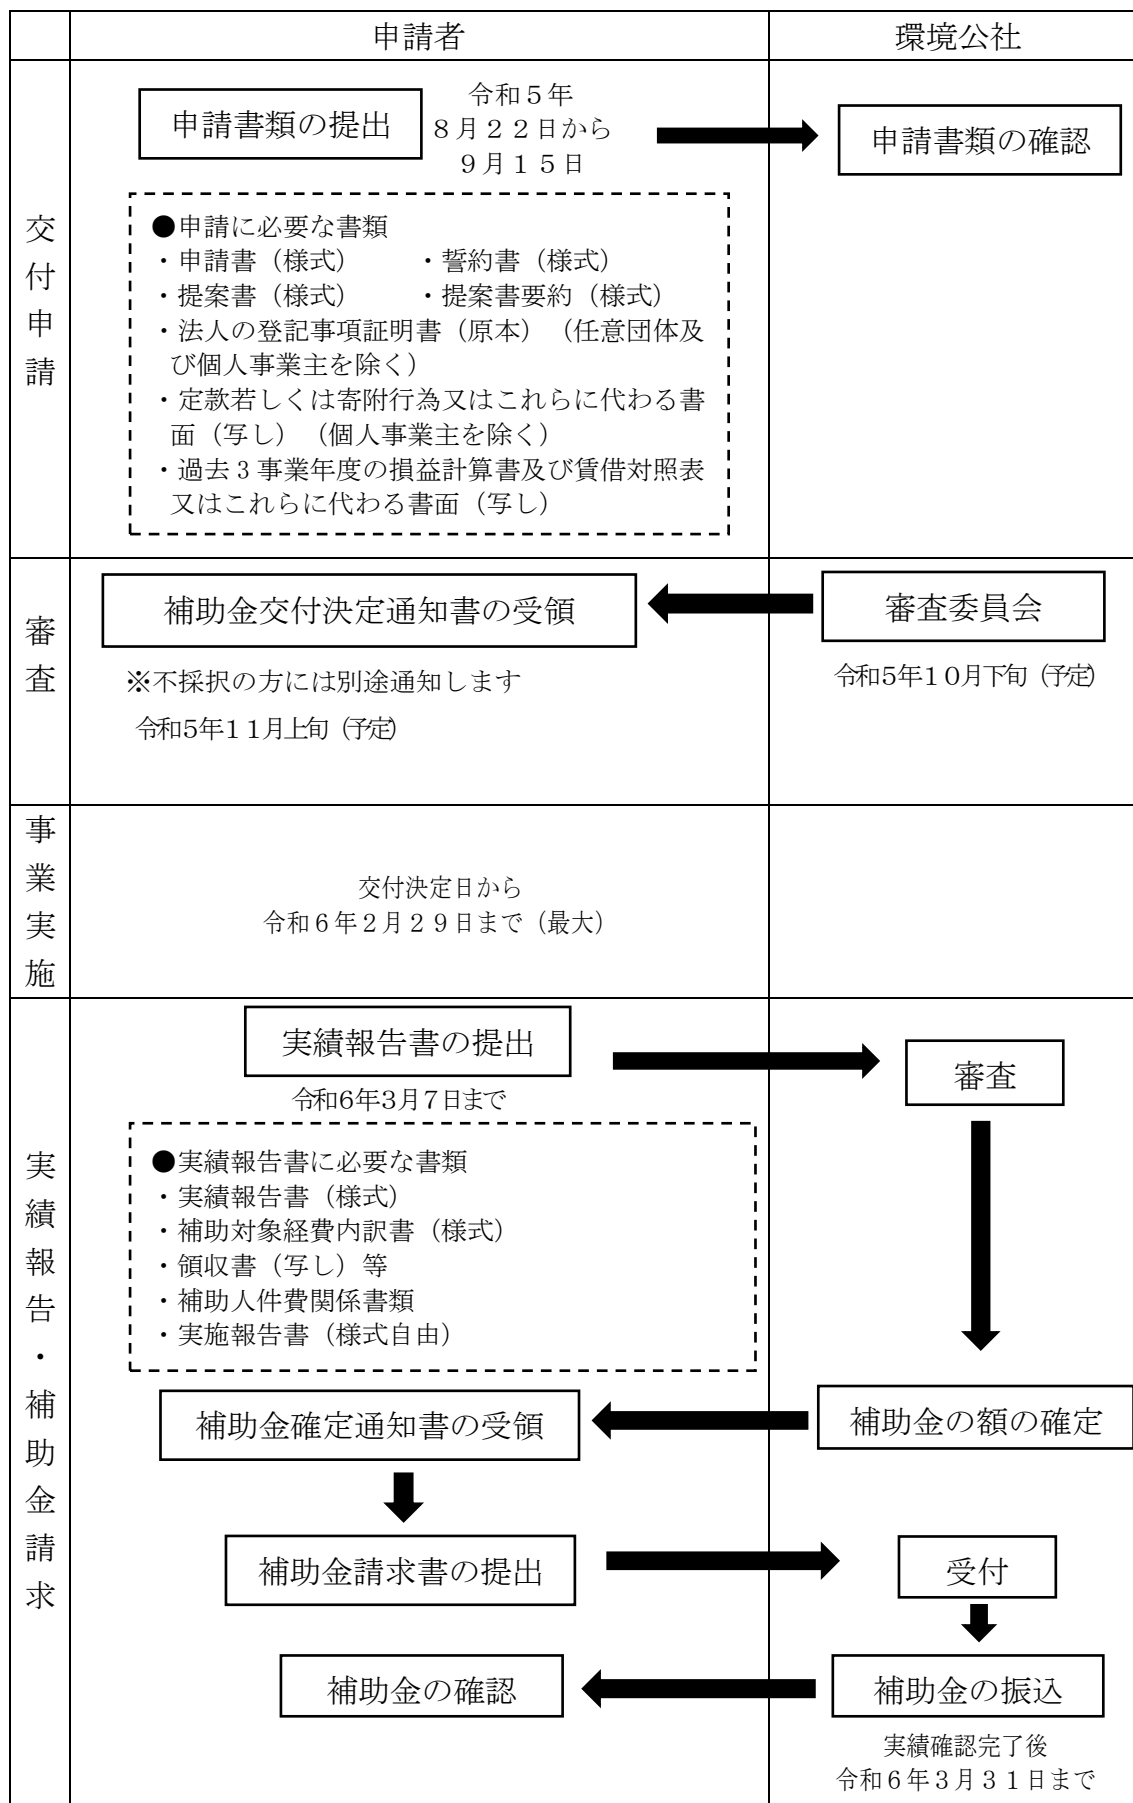 申請者
環境公社
交付申請
申請書類の提出
令和５年
８月２２日から
９月１５日
申請書類の確認
●申請に必要な書類
・申請書（様式）　　・誓約書（様式）
・提案書（様式）　　・提案書要約（様式）
・法人の登記事項証明書（原本）（任意団体及
び個人事業主を除く）
・定款若しくは寄附行為又はこれらに代わる書
面（写し）（個人事業主を除く）
・過去３事業年度の損益計算書及び賃借対照表
又はこれらに代わる書面（写し）
審査
補助金交付決定通知書の受領
審査委員会
※不採択の方には別途通知します
令和5年１０月下旬（予定）
令和5年１１月上旬（予定）
事業実施
交付決定日から
令和６年２月２９日まで（最大）
実績報告・補助金請求
実績報告書の提出
審査
令和6年3月7日まで
●実績報告書に必要な書類
・実績報告書（様式）
・補助対象経費内訳書（様式）
・領収書（写し）等
・補助人件費関係書類
・実施報告書（様式自由）
補助金確定通知書の受領
補助金の額の確定
補助金請求書の提出
受付
補助金の確認
補助金の振込
実績確認完了後
令和６年３月３１日まで